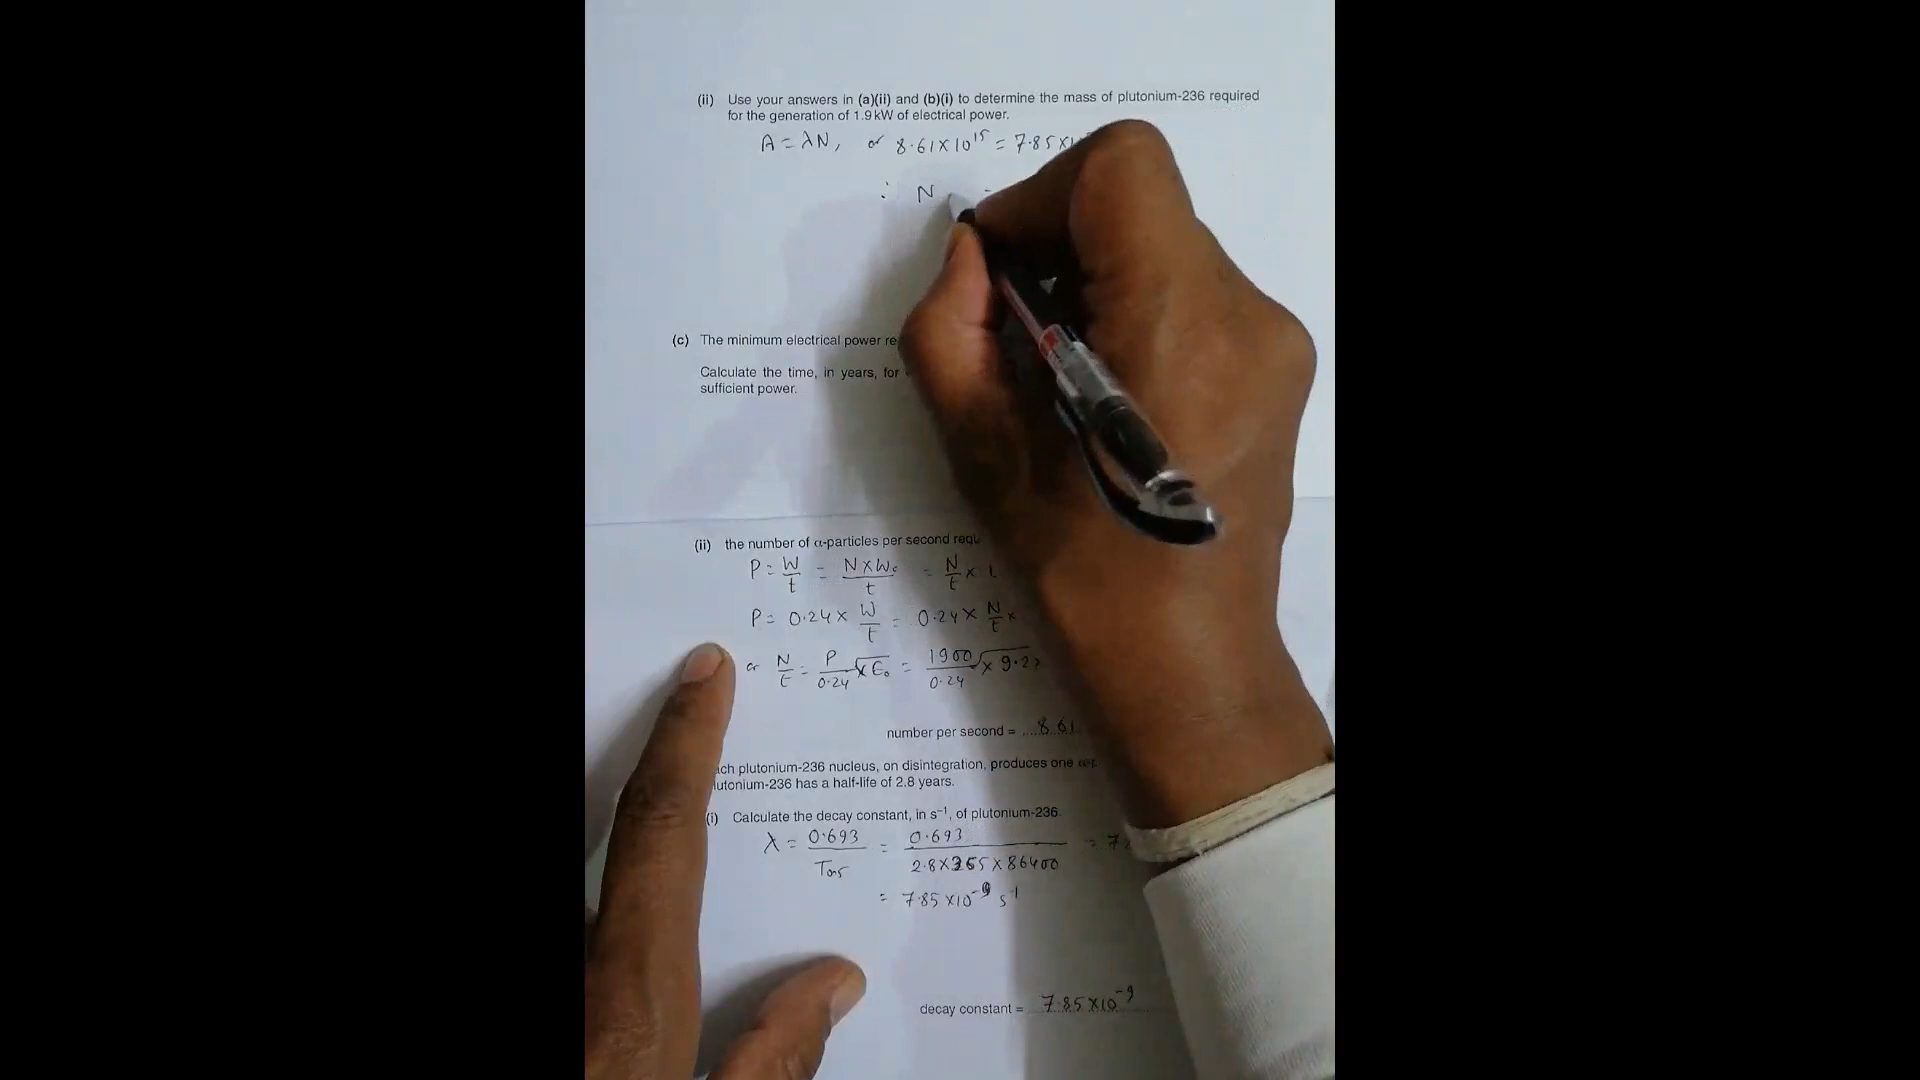 (ii) Use your answers in (a)(ii) and (b)(i) to determine the mass of plutonium-236 required
for the generation of 1.9 kW of electrical power.
A = λN, or 8.61×10¹⁵ = 7.85×1
∴ N
(c) The minimum electrical power re
Calculate the time, in years, for
sufficient power.
(ii) the number of α-particles per second requ
P = W/t = N×W₀/t = N/t ×
P = 0.24 × W/t = 0.24 × N/t ×
or N/t = P/0.24 × E₀ = 1900/0.24 × 9.2
number per second = 8.61
ach plutonium-236 nucleus, on disintegration, produces one α-p
lutonium-236 has a half-life of 2.8 years.
(i) Calculate the decay constant, in s⁻¹, of plutonium-236.
λ = 0.693/T₀.₅ = 0.693/2.8×365×86400 = 7
= 7.85×10⁻⁹ s⁻¹
decay constant = 7.85×10⁻⁹